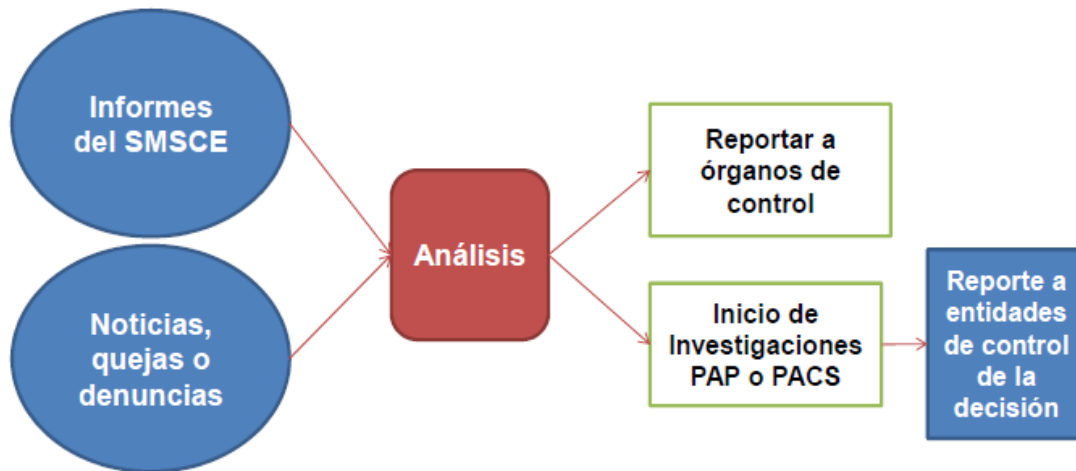 Informes
del SMSCE
Noticias,
quejas o
denuncias
Análisis
Reportar a
órganos de
control
Inicio de
Investigaciones
PAP o PACS
Reporte a
entidades
de control
de la
decisión